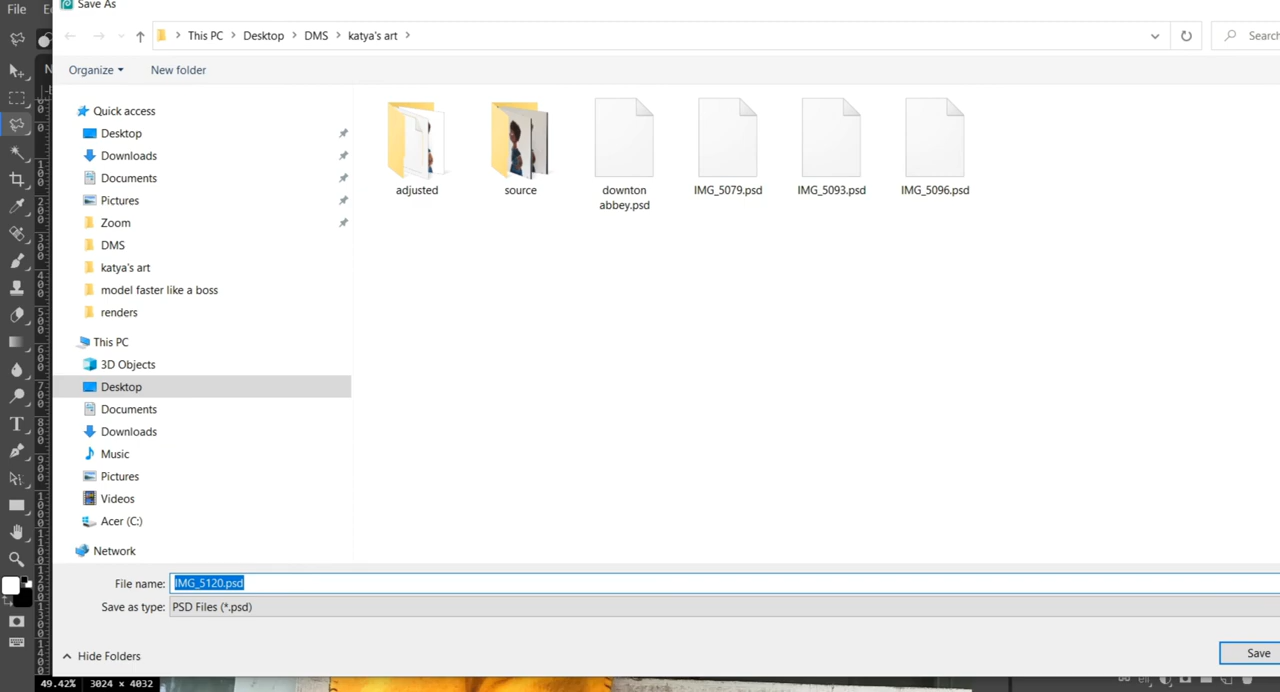 File
Save As
This PC > Desktop > DMS > katya's art >
Search
Organize
New folder
Quick access
Desktop
Downloads
Documents
Pictures
Zoom
DMS
katya's art
model faster like a boss
renders
This PC
3D Objects
Desktop
Documents
Downloads
Music
Pictures
Videos
Acer (C:)
Network
adjusted
source
downton
abbey.psd
IMG_5079.psd
IMG_5093.psd
IMG_5096.psd
File name: IMG_5120.psd
Save as type: PSD Files (*.psd)
Hide Folders
Save
49.42% 3024 × 4032